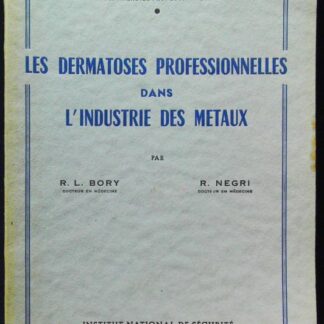 LES DERMATOSES PROFESSIONNELLES
DANS
L'INDUSTRIE DES METAUX
PAR
R. L. BORY
DOCTEUR EN MÉDECINE
R. NEGRI
DOCTEUR EN MÉDECINE
INSTITUT NATIONAL DE SÉCURITÉ